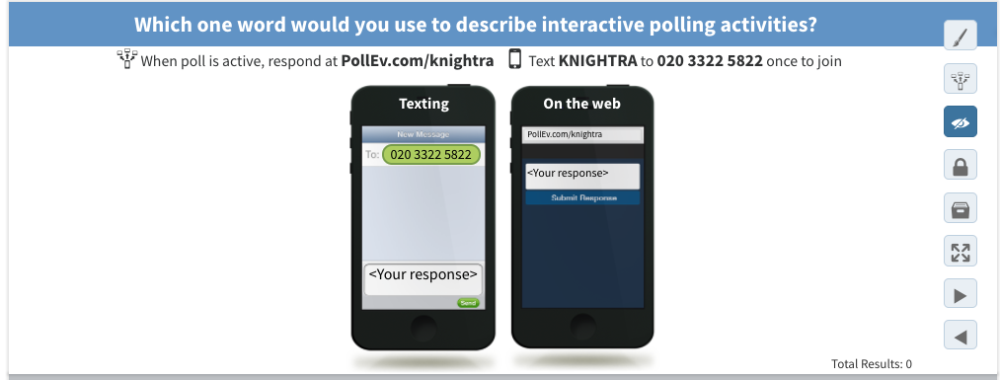 Which one word would you use to describe interactive polling activities?
When poll is active, respond at PollEv.com/knightra Text KNIGHTRA to 020 3322 5822 once to join
Texting
New Message
To: 020 3322 5822
<Your response>
Send
On the web
PollEv.com/knightra
<Your response>
Submit Response
Total Results: 0